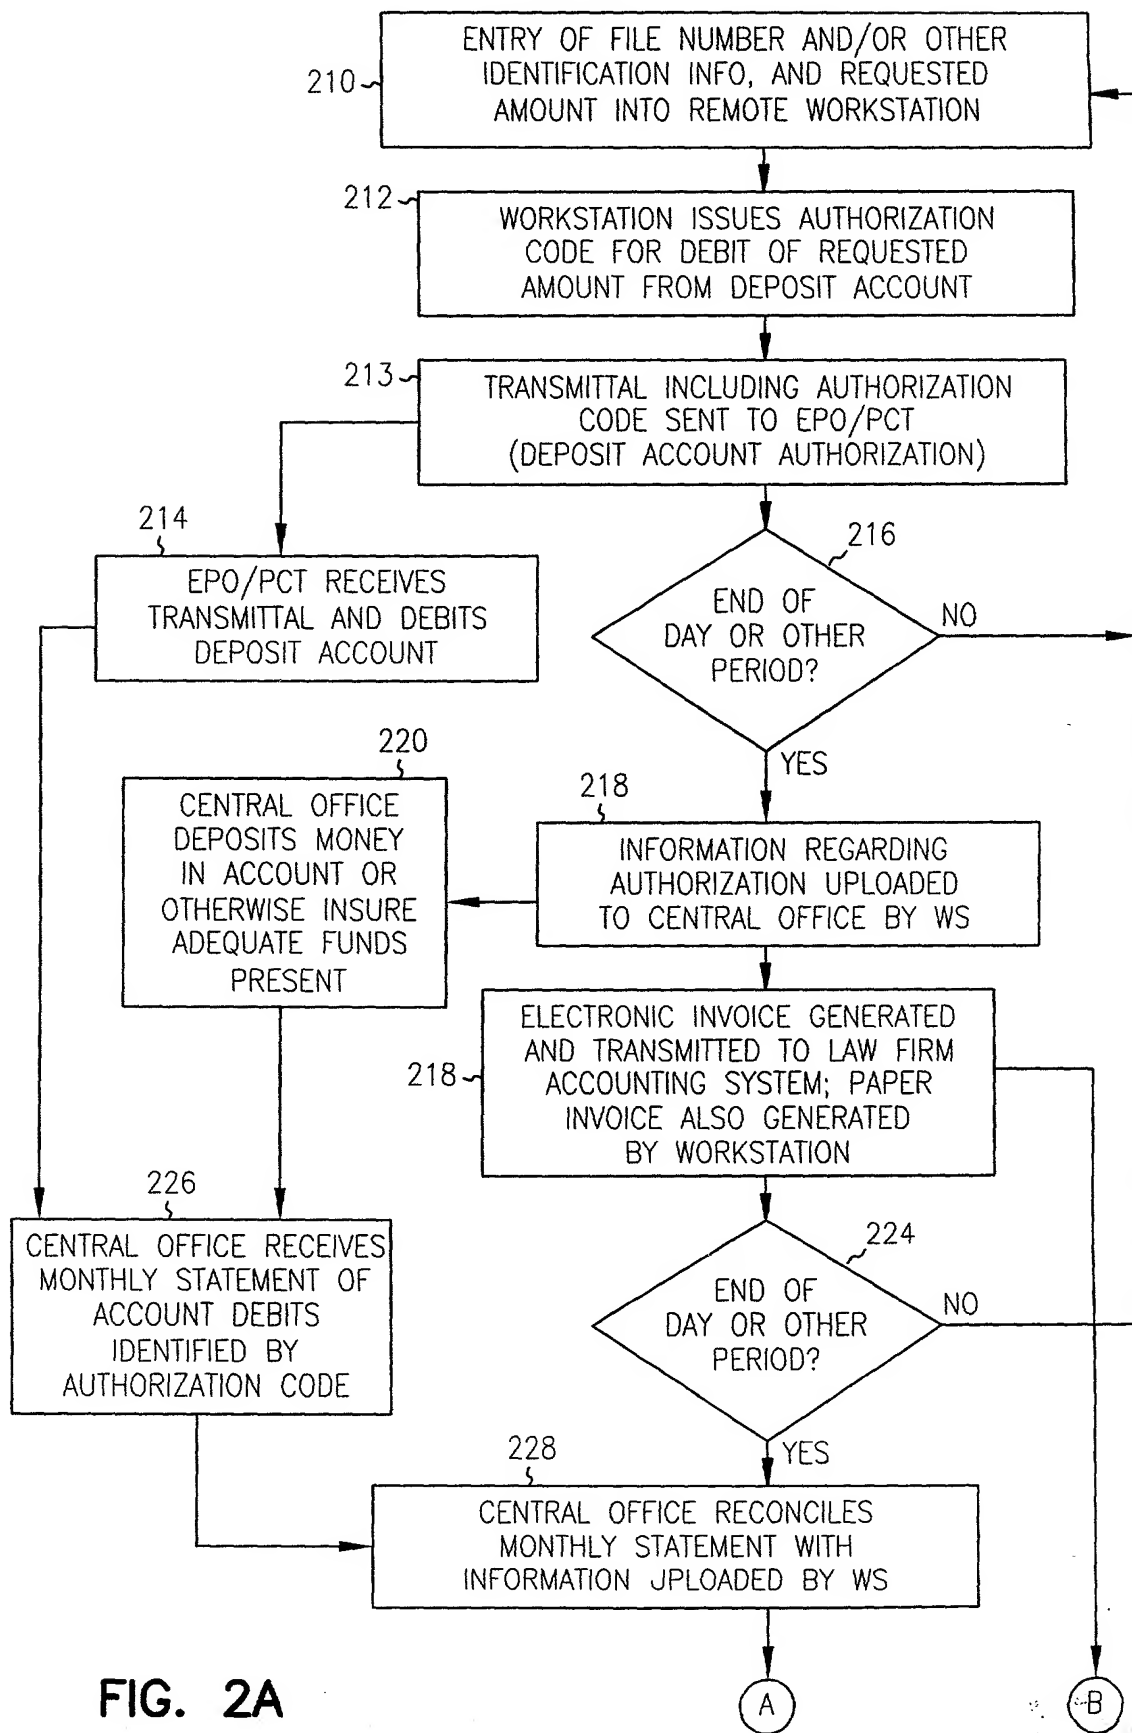 ENTRY OF FILE NUMBER AND/OR OTHER
IDENTIFICATION INFO, AND REQUESTED
AMOUNT INTO REMOTE WORKSTATION
210
212
WORKSTATION ISSUES AUTHORIZATION
CODE FOR DEBIT OF REQUESTED
AMOUNT FROM DEPOSIT ACCOUNT
213
TRANSMITTAL INCLUDING AUTHORIZATION
CODE SENT TO EPO/PCT
(DEPOSIT ACCOUNT AUTHORIZATION)
214
EPO/PCT RECEIVES
TRANSMITTAL AND DEBITS
DEPOSIT ACCOUNT
216
END OF
DAY OR OTHER
PERIOD?
NO
YES
220
CENTRAL OFFICE
DEPOSITS MONEY
IN ACCOUNT OR
OTHERWISE INSURE
ADEQUATE FUNDS
PRESENT
218
INFORMATION REGARDING
AUTHORIZATION UPLOADED
TO CENTRAL OFFICE BY WS
218
ELECTRONIC INVOICE GENERATED
AND TRANSMITTED TO LAW FIRM
ACCOUNTING SYSTEM; PAPER
INVOICE ALSO GENERATED
BY WORKSTATION
226
CENTRAL OFFICE RECEIVES
MONTHLY STATEMENT OF
ACCOUNT DEBITS
IDENTIFIED BY
AUTHORIZATION CODE
224
END OF
DAY OR OTHER
PERIOD?
NO
YES
228
CENTRAL OFFICE RECONCILES
MONTHLY STATEMENT WITH
INFORMATION JPLOADED BY WS
A
B
FIG. 2A